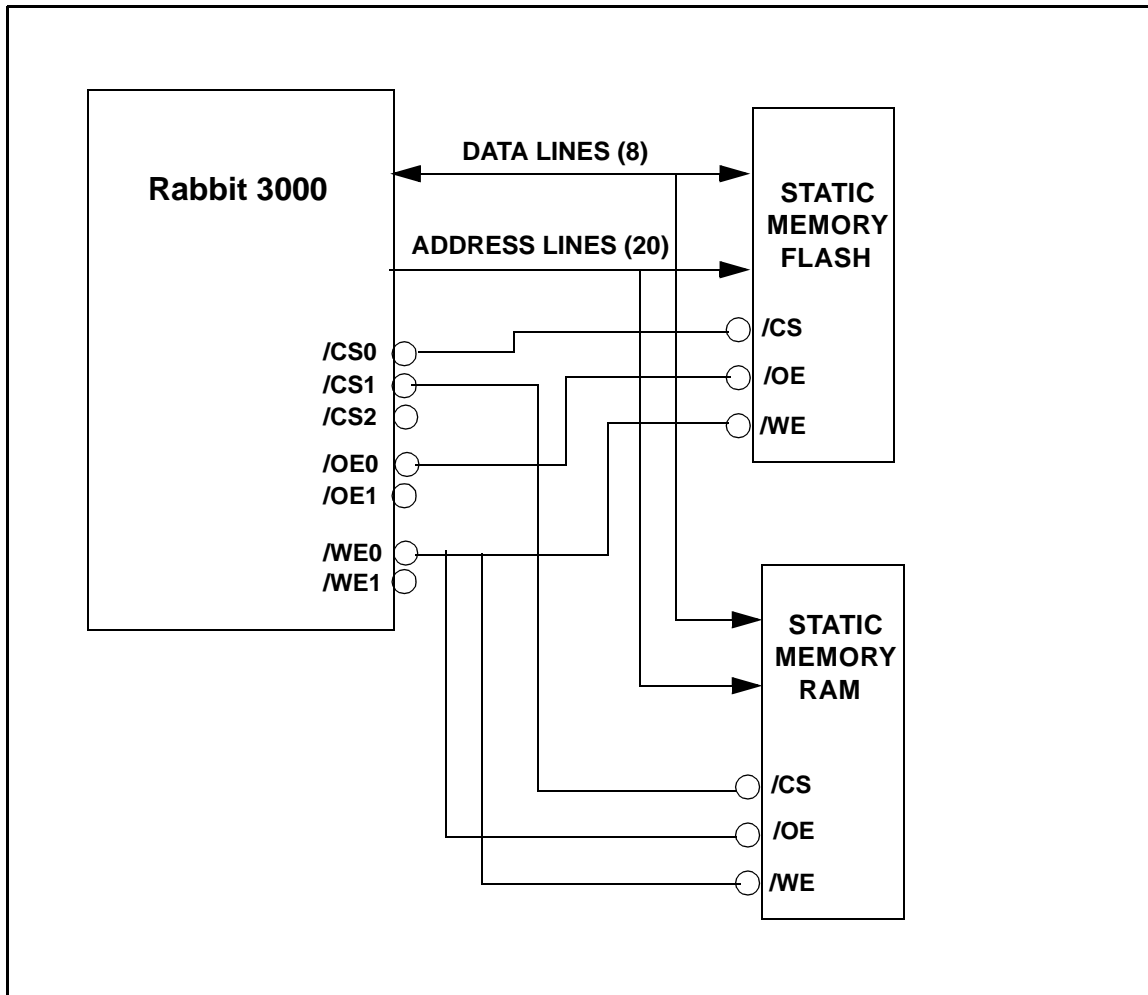 DATA LINES (8)
Rabbit 3000
ADDRESS LINES (20)
STATIC
MEMORY
FLASH
/CS
/OE
/WE
/CS0
/CS1
/CS2
/OE0
/OE1
/WE0
/WE1
STATIC
MEMORY
RAM
/CS
/OE
/WE